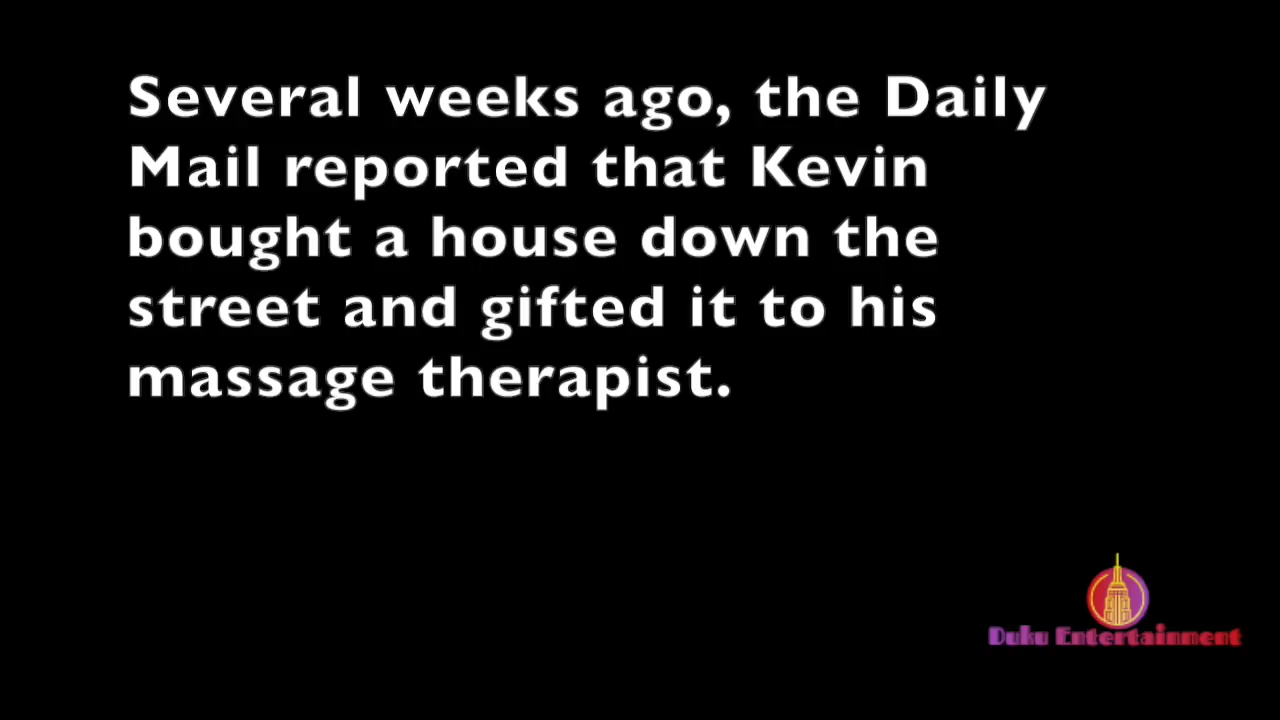 Several weeks ago, the Daily
Mail reported that Kevin
bought a house down the
street and gifted it to his
massage therapist.
Duku Entertainment